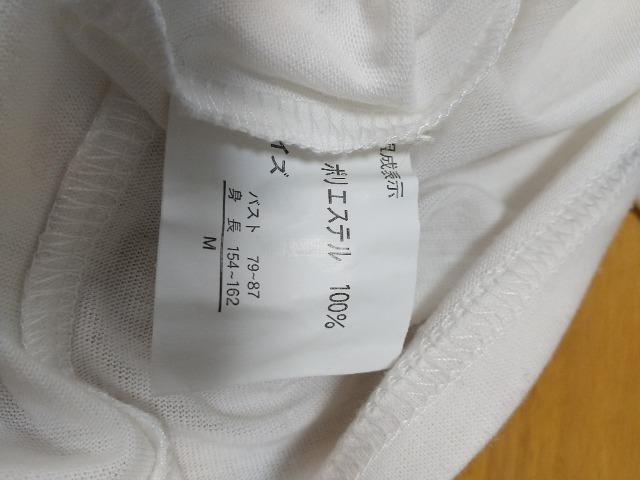 組成表示
ポリエステル 100%
イズ
バスト 79~87
身長 154~162
M